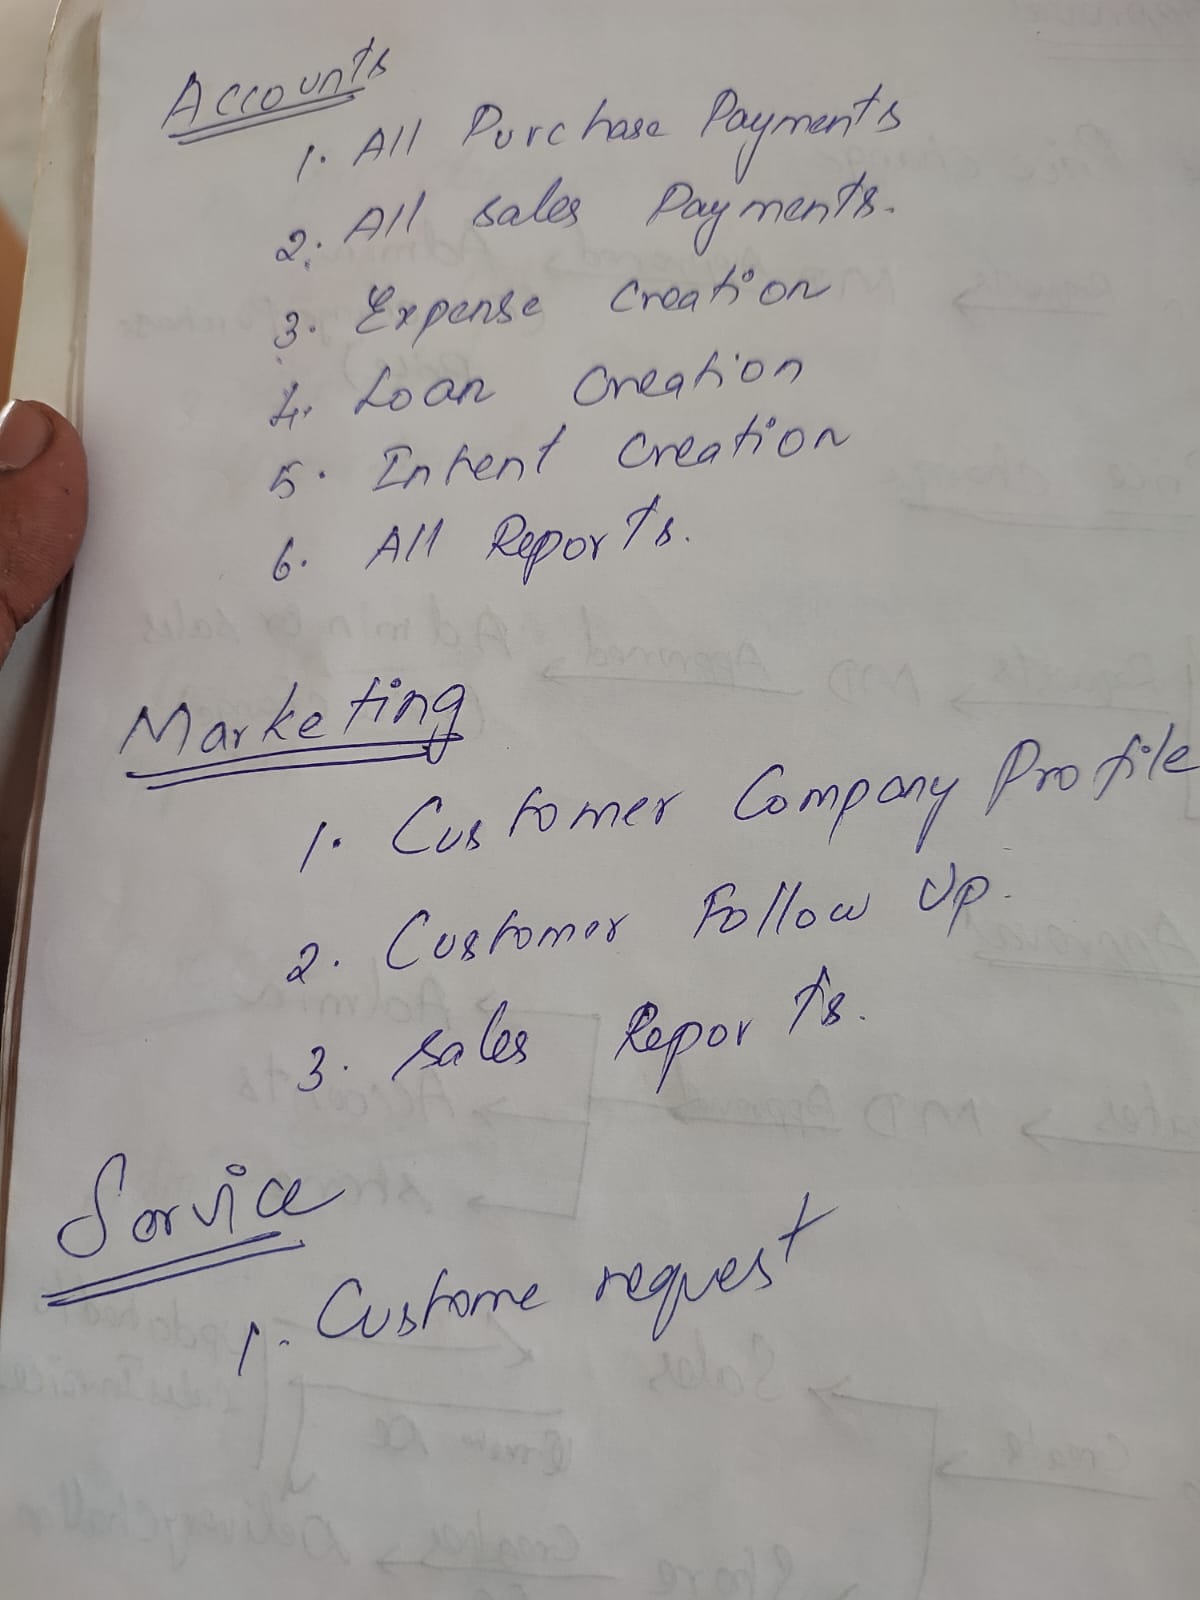 Accounts
1. All Purchase Payments
2. All sales Payments.
3. Expense Creation
4. Loan Creation
5. Intent Creation
6. All Reports.
Marketing
1. Customer Company Profile
2. Customer Follow Up.
3. Sales Reports.
Service
1. Custome request